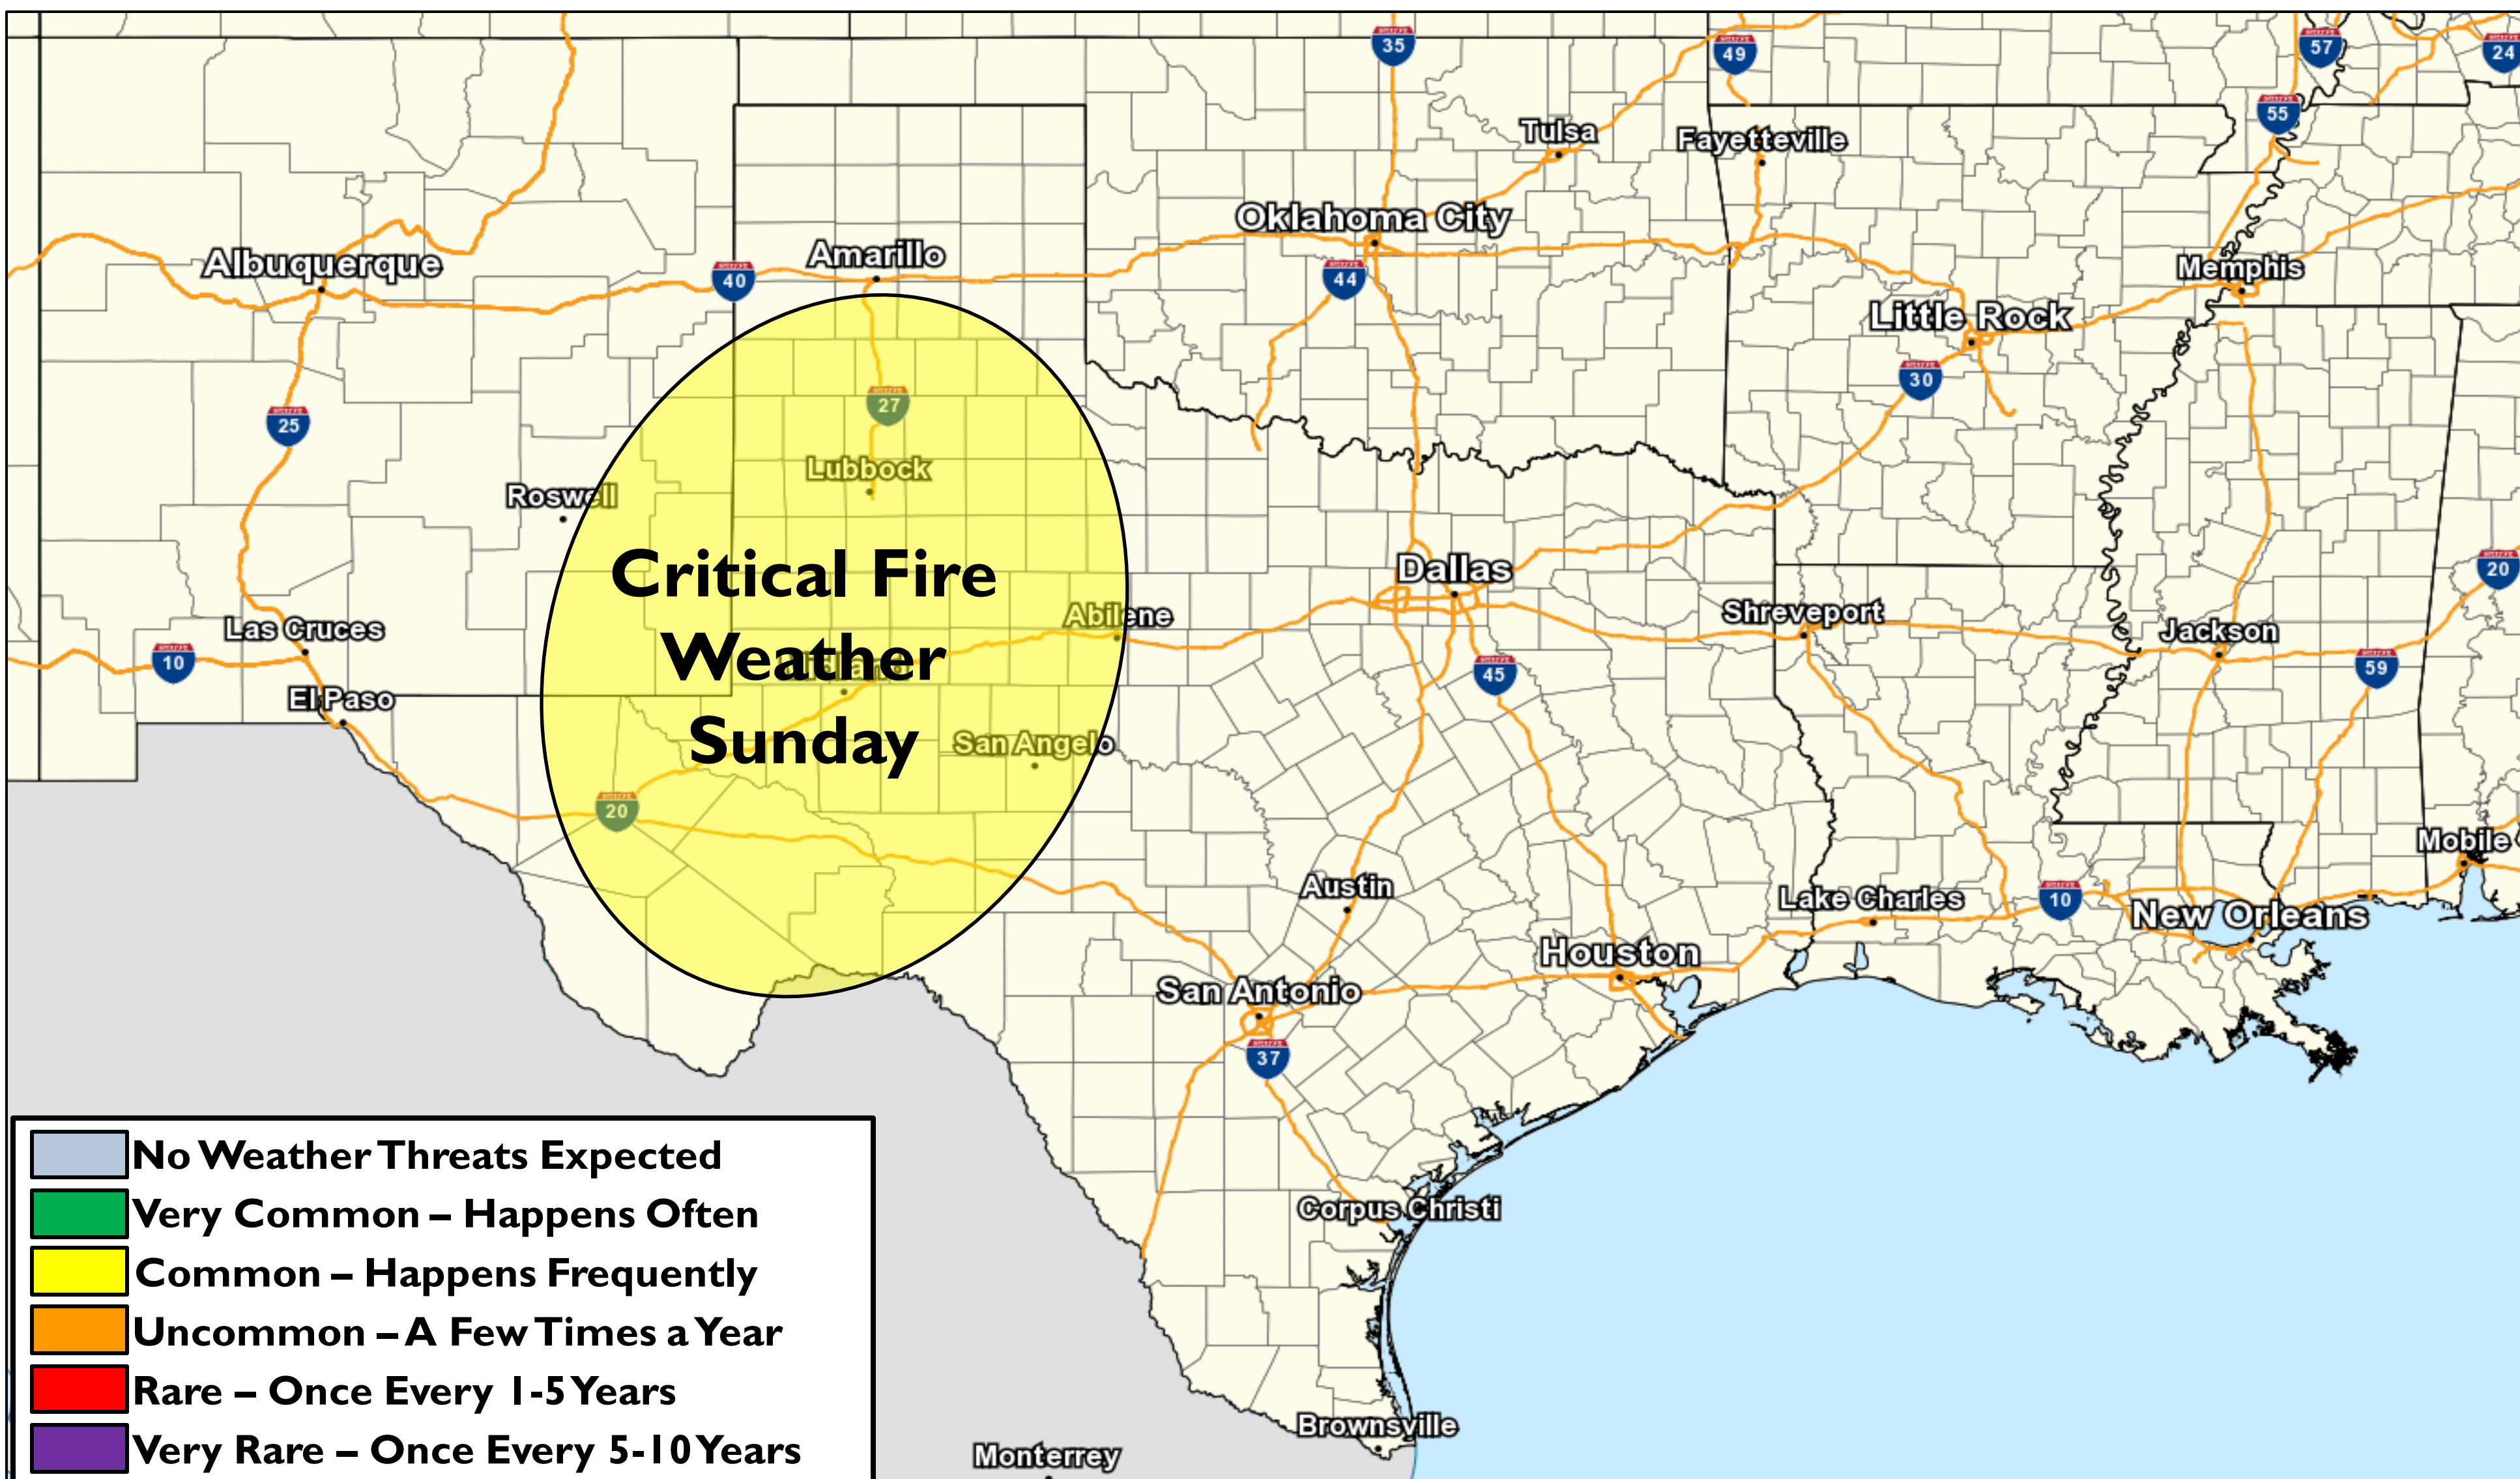 35
49
57
24
55
Tulsa
Fayetteville
Oklahoma City
Albuquerque
Amarillo
40
44
Memphis
Little Rock
30
27
25
Lubbock
Roswell
Critical Fire
Weather
Sunday
Dallas
20
Abilene
Shreveport
Las Cruces
Jackson
10
45
59
El Paso
Midland
San Angelo
20
Mobile
Austin
Lake Charles
10
New Orleans
Houston
San Antonio
37
Corpus Christi
Brownsville
Monterrey
No Weather Threats Expected
Very Common – Happens Often
Common – Happens Frequently
Uncommon – A Few Times a Year
Rare – Once Every 1-5 Years
Very Rare – Once Every 5-10 Years